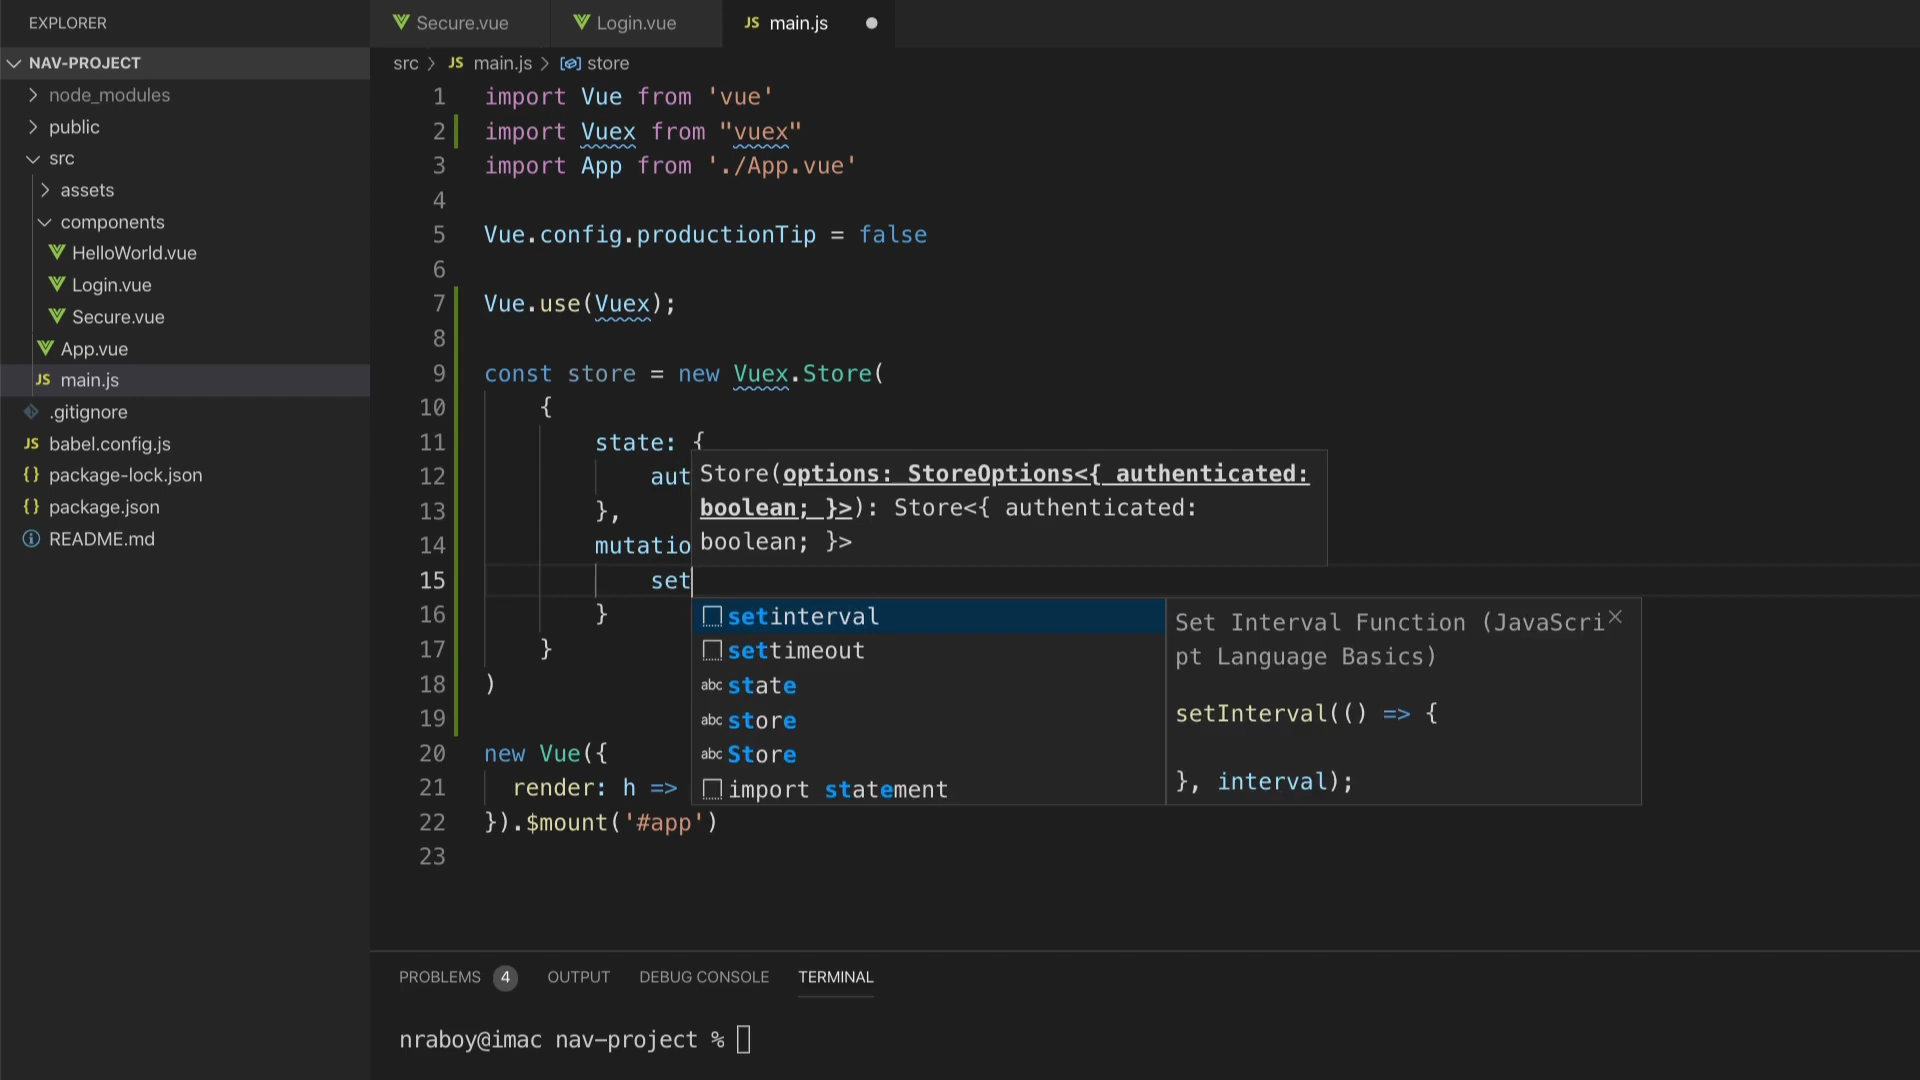 EXPLORER
NAV-PROJECT
node_modules
public
src
assets
components
HelloWorld.vue
Login.vue
Secure.vue
App.vue
JS main.js
.gitignore
JS babel.config.js
{} package-lock.json
{} package.json
README.md
Secure.vue
Login.vue
JS main.js
src > JS main.js > store
1 import Vue from 'vue'
2 import Vuex from "vuex"
3 import App from './App.vue'
4
5 Vue.config.productionTip = false
6
7 Vue.use(Vuex);
8
9 const store = new Vuex.Store(
10 {
11 state: {
12 aut
13 },
14 mutatio
15 set
16 }
17 }
18 )
19
20 new Vue({
21 render: h =>
22 }).$mount('#app')
23
Store(options: StoreOptions<{ authenticated:
boolean; }>): Store<{ authenticated:
boolean; }>
setinterval
settimeout
abc state
abc store
abc Store
import statement
Set Interval Function (JavaScri
pt Language Basics)
setInterval(() => {
}, interval);
PROBLEMS 4 OUTPUT DEBUG CONSOLE TERMINAL
nraboy@imac nav-project %